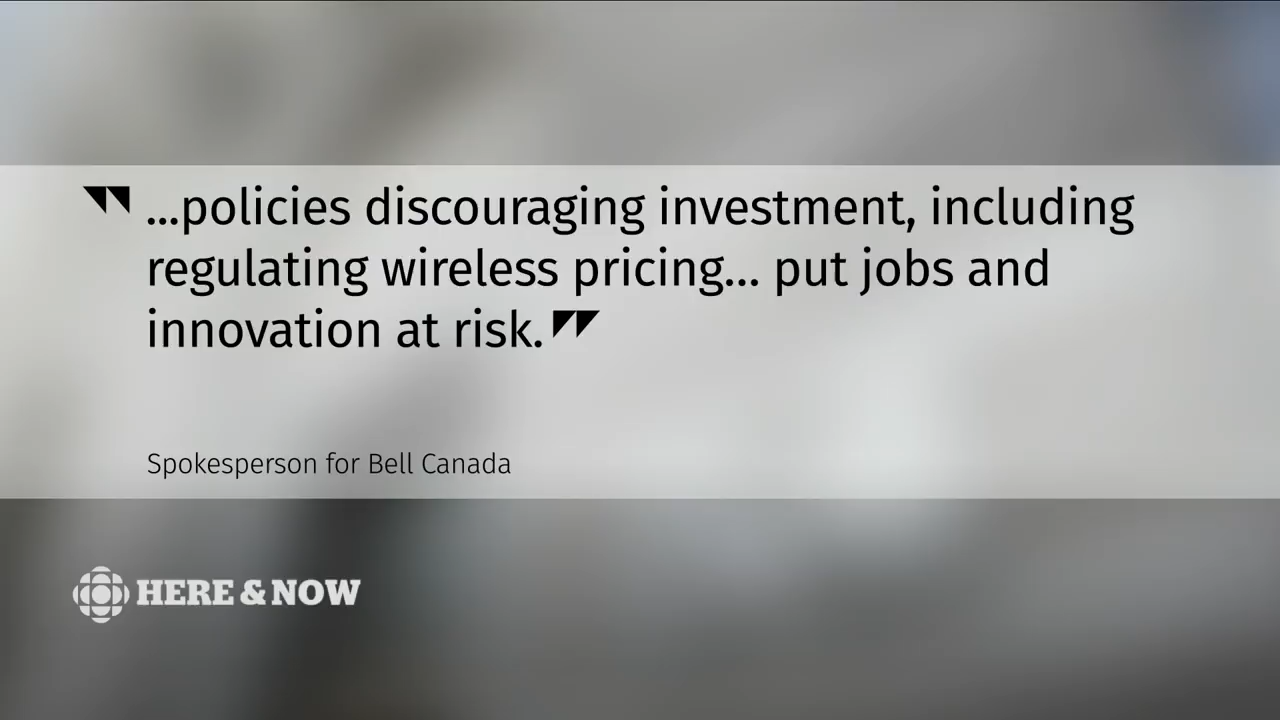 ...policies discouraging investment, including
regulating wireless pricing... put jobs and
innovation at risk.
Spokesperson for Bell Canada
HERE & NOW